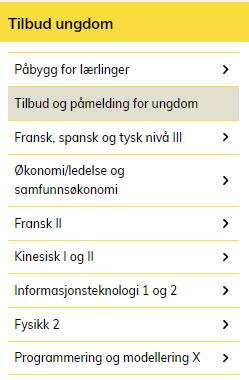 Tilbud ungdom
Påbygg for lærlinger
Tilbud og påmelding for ungdom
Fransk, spansk og tysk nivå III
Økonomi/ledelse og
samfunnsøkonomi
Fransk II
Kinesisk I og II
Informasjonsteknologi 1 og 2
Fysikk 2
Programmering og modellering X